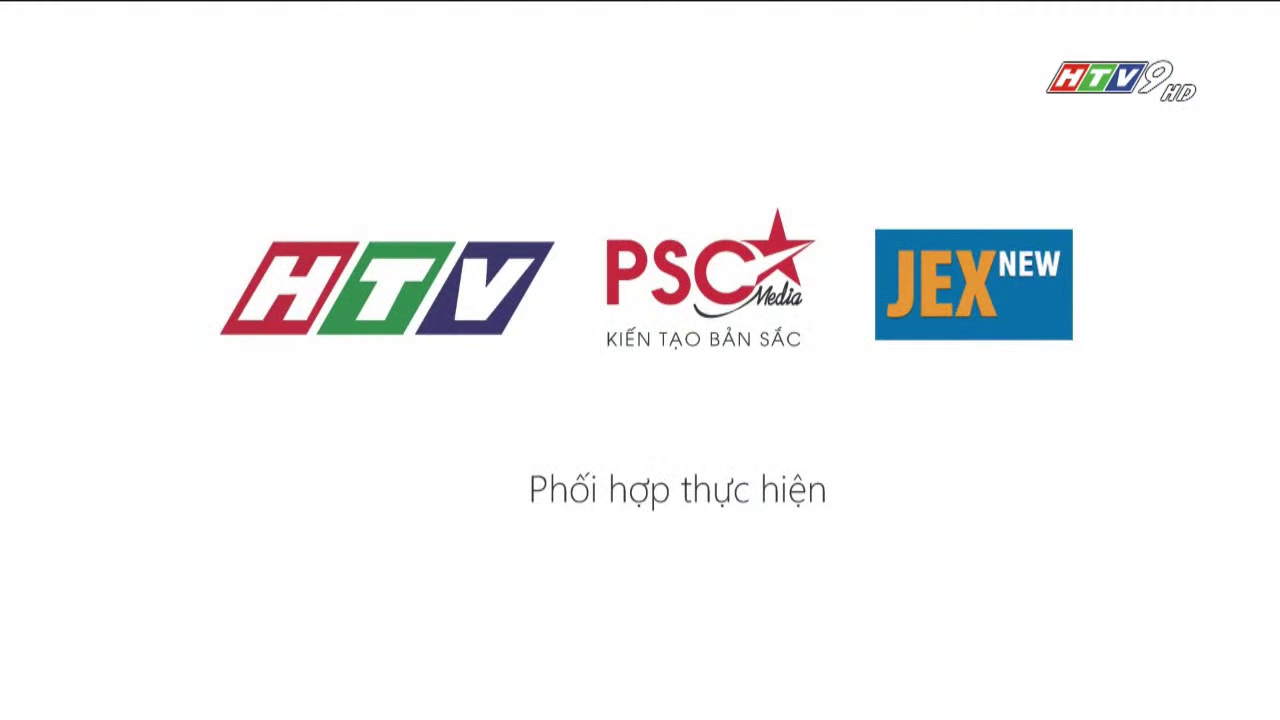 HTV9 HD
HTV
PSC Media
KIẾN TẠO BẢN SẮC
JEX NEW
Phối hợp thực hiện